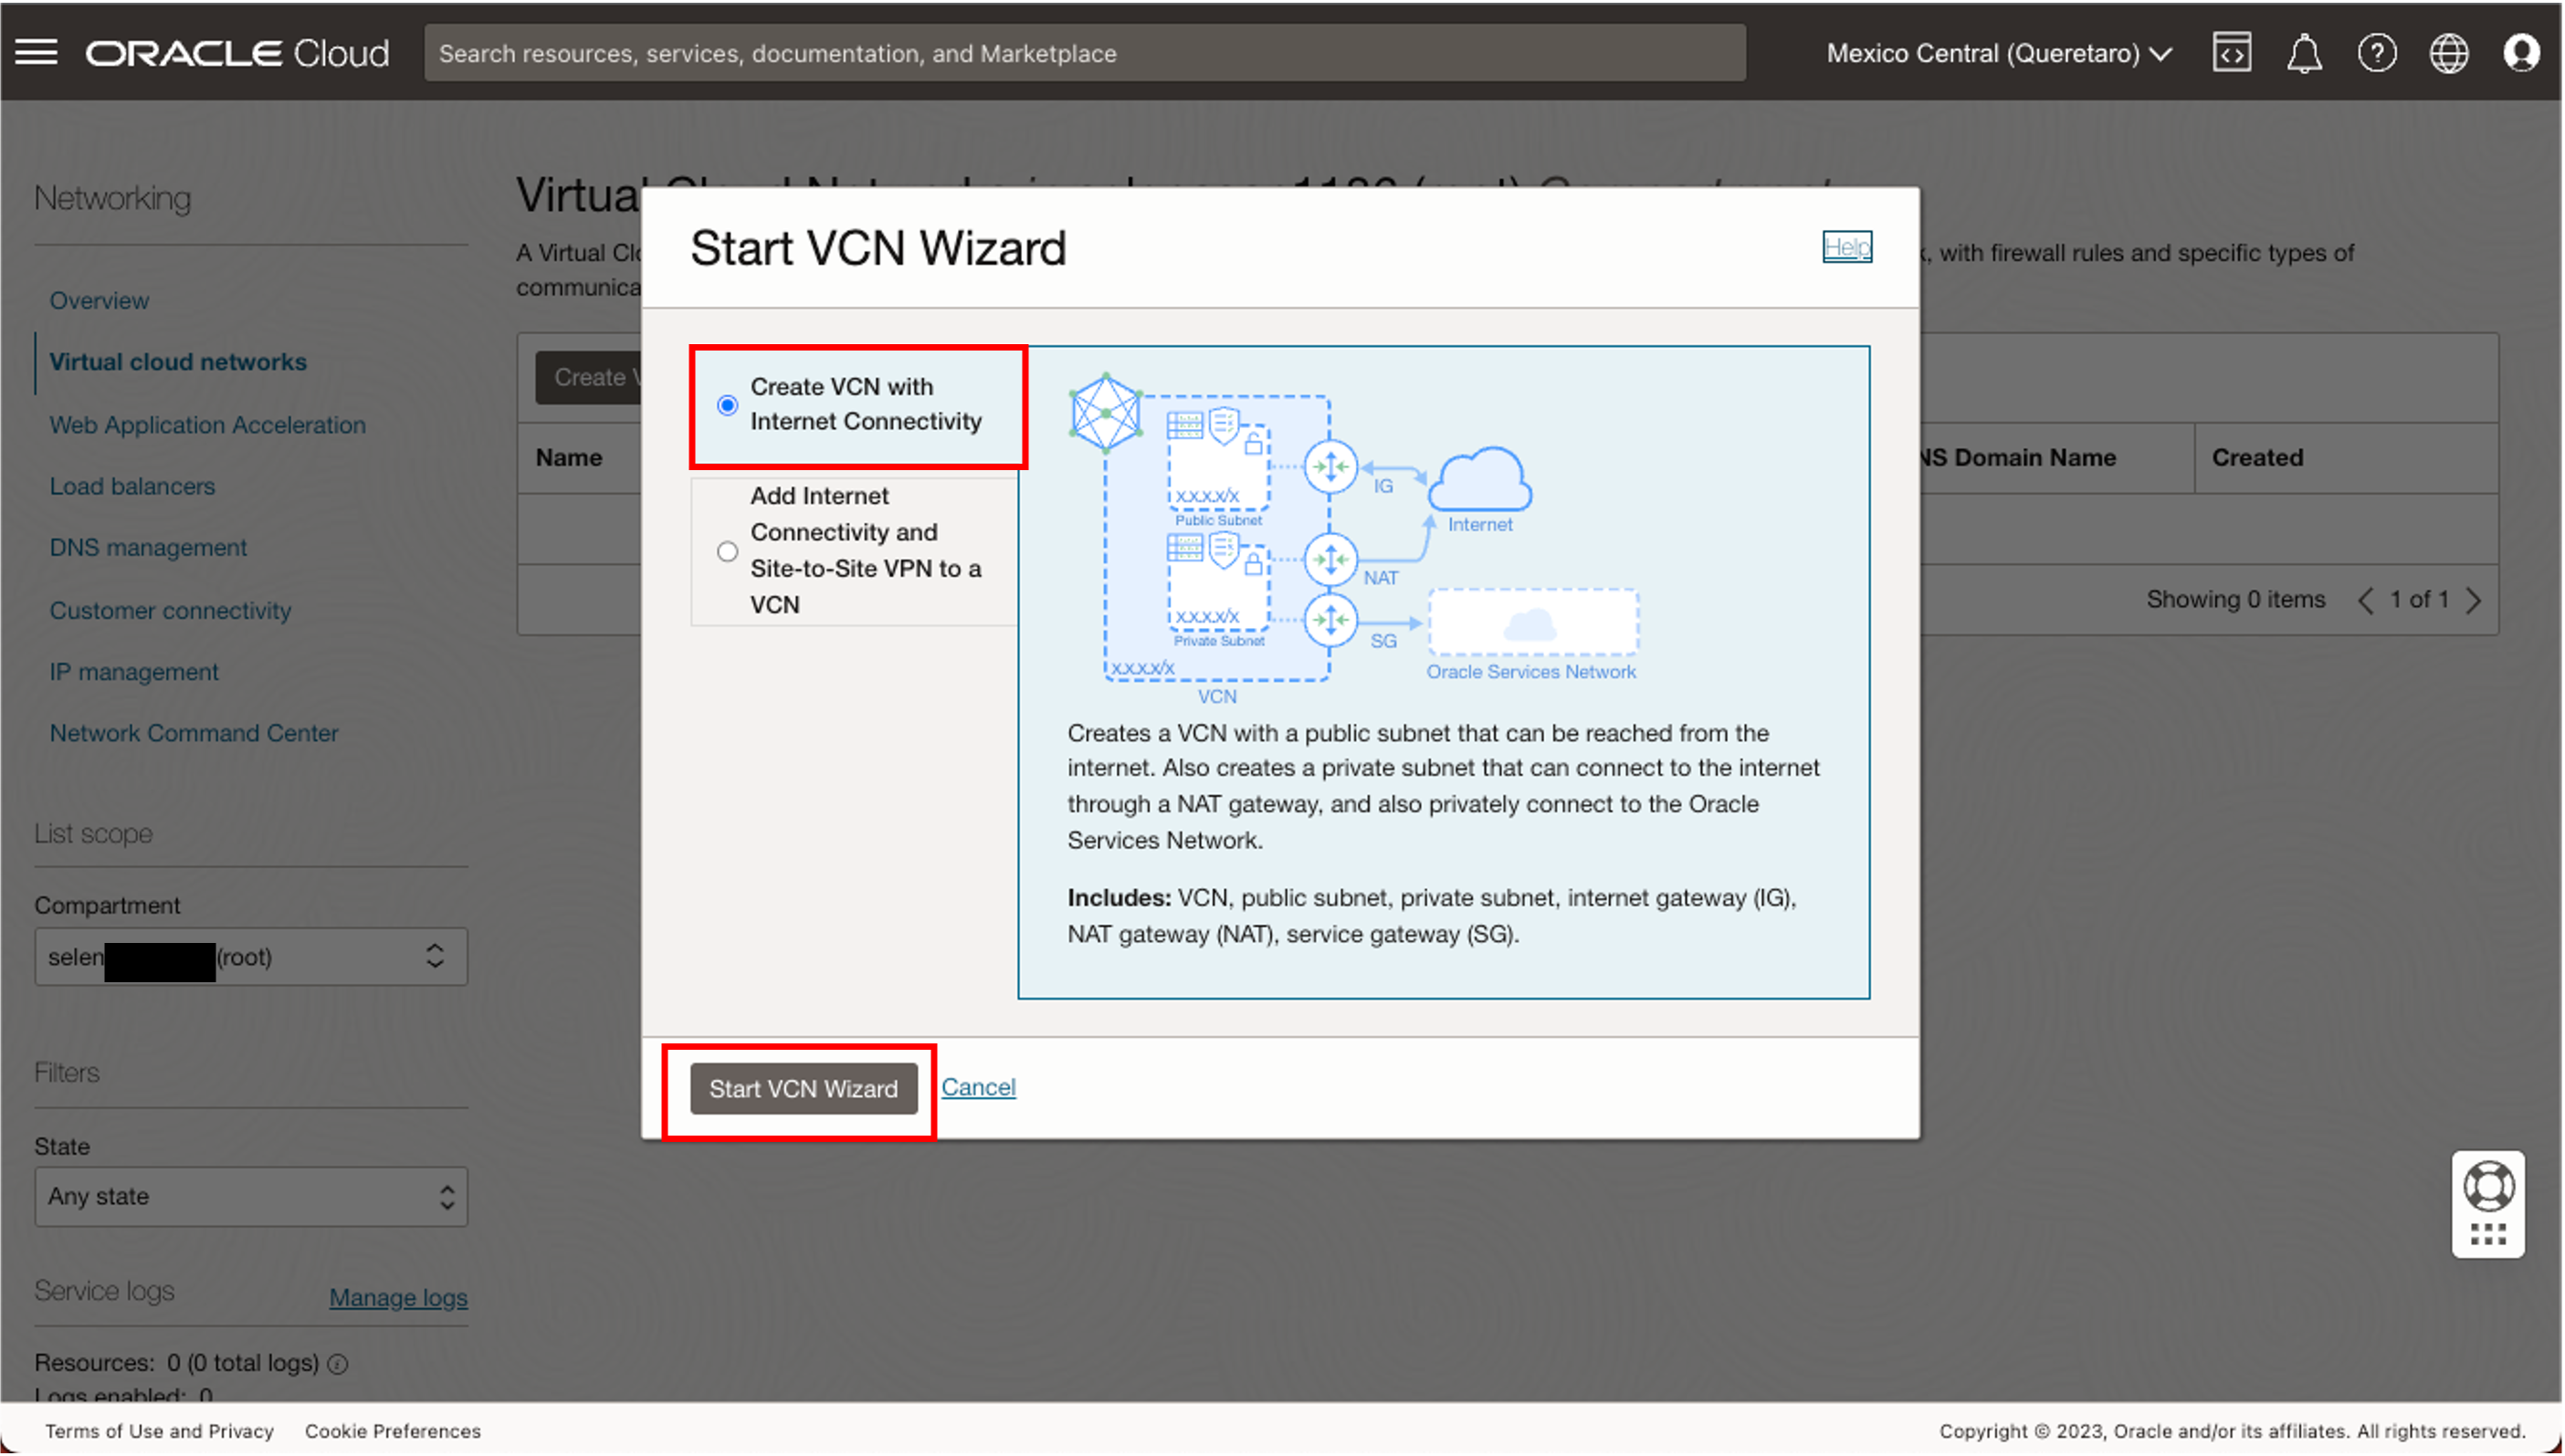 ORACLE Cloud
Search resources, services, documentation, and Marketplace
Mexico Central (Queretaro)
Networking
Overview
Virtual cloud networks
Web Application Acceleration
Load balancers
DNS management
Customer connectivity
IP management
Network Command Center
List scope
Compartment
selen (root)
Filters
State
Any state
Service logs
Manage logs
Resources: 0 (0 total logs)
Logs enabled: 0
Virtual
A Virtual
, with firewall rules and specific types of
Create
Name
Domain Name
Created
Showing 0 items
1 of 1
Start VCN Wizard
Help
Create VCN with
Internet Connectivity
Add Internet
Connectivity and
Site-to-Site VPN to a
VCN
x.x.x.x/x
Public Subnet
x.x.x.x/x
Private Subnet
x.x.x.x/x
VCN
IG
NAT
SG
Internet
Oracle Services Network
Creates a VCN with a public subnet that can be reached from the
internet. Also creates a private subnet that can connect to the internet
through a NAT gateway, and also privately connect to the Oracle
Services Network.
Includes: VCN, public subnet, private subnet, internet gateway (IG),
NAT gateway (NAT), service gateway (SG).
Start VCN Wizard
Cancel
Terms of Use and Privacy
Cookie Preferences
Copyright © 2023, Oracle and/or its affiliates. All rights reserved.